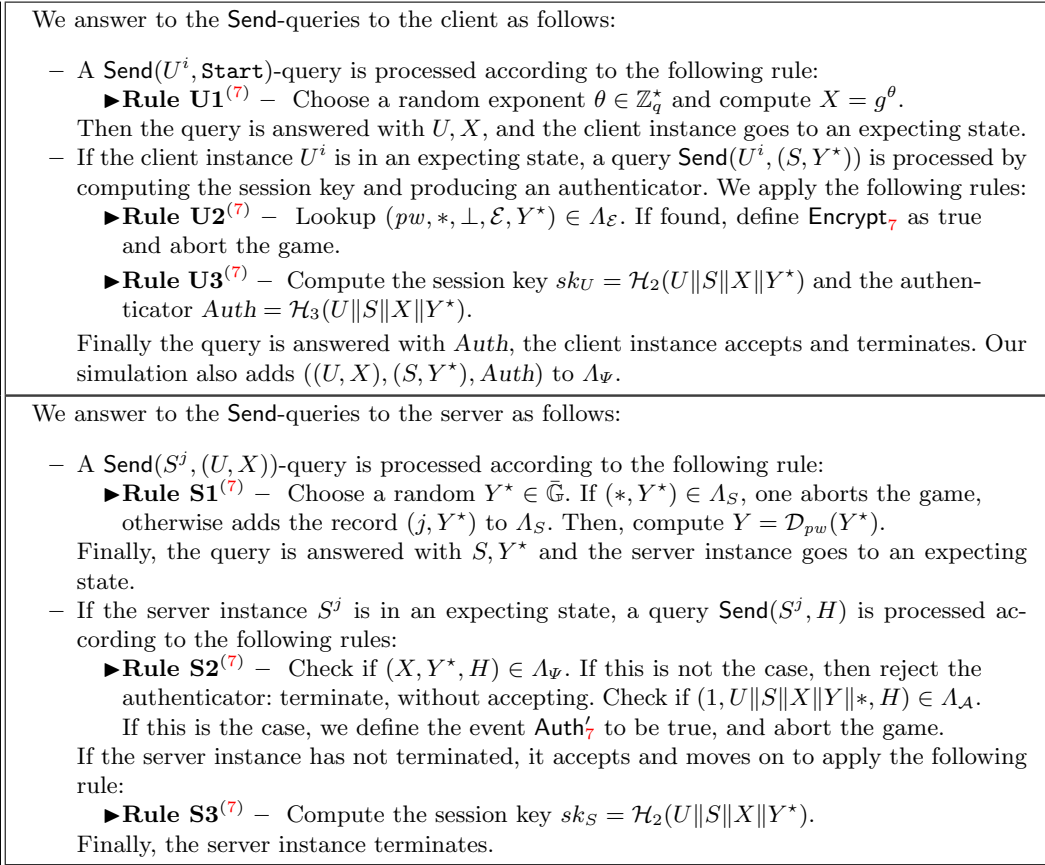 We answer to the Send-queries to the client as follows:
– A Send(U^i, Start)-query is processed according to the following rule:
▶Rule U1^(7) – Choose a random exponent θ ∈ ℤ_q^⋆ and compute X = g^θ.
Then the query is answered with U, X, and the client instance goes to an expecting state.
– If the client instance U^i is in an expecting state, a query Send(U^i, (S, Y^⋆)) is processed by
computing the session key and producing an authenticator. We apply the following rules:
▶Rule U2^(7) – Lookup (pw, ∗, ⊥, ℰ, Y^⋆) ∈ Λ_ℰ. If found, define Encrypt_7 as true
and abort the game.
▶Rule U3^(7) – Compute the session key sk_U = ℋ_2(U‖S‖X‖Y^⋆) and the authen-
ticator Auth = ℋ_3(U‖S‖X‖Y^⋆).
Finally the query is answered with Auth, the client instance accepts and terminates. Our
simulation also adds ((U, X), (S, Y^⋆), Auth) to Λ_Ψ.
We answer to the Send-queries to the server as follows:
– A Send(S^j, (U, X))-query is processed according to the following rule:
▶Rule S1^(7) – Choose a random Y^⋆ ∈ 𝔾̄. If (∗, Y^⋆) ∈ Λ_S, one aborts the game,
otherwise adds the record (j, Y^⋆) to Λ_S. Then, compute Y = 𝒟_pw(Y^⋆).
Finally, the query is answered with S, Y^⋆ and the server instance goes to an expecting
state.
– If the server instance S^j is in an expecting state, a query Send(S^j, H) is processed ac-
cording to the following rules:
▶Rule S2^(7) – Check if (X, Y^⋆, H) ∈ Λ_Ψ. If this is not the case, then reject the
authenticator: terminate, without accepting. Check if (1, U‖S‖X‖Y‖∗, H) ∈ Λ_𝒜.
If this is the case, we define the event Auth′_7 to be true, and abort the game.
If the server instance has not terminated, it accepts and moves on to apply the following
rule:
▶Rule S3^(7) – Compute the session key sk_S = ℋ_2(U‖S‖X‖Y^⋆).
Finally, the server instance terminates.